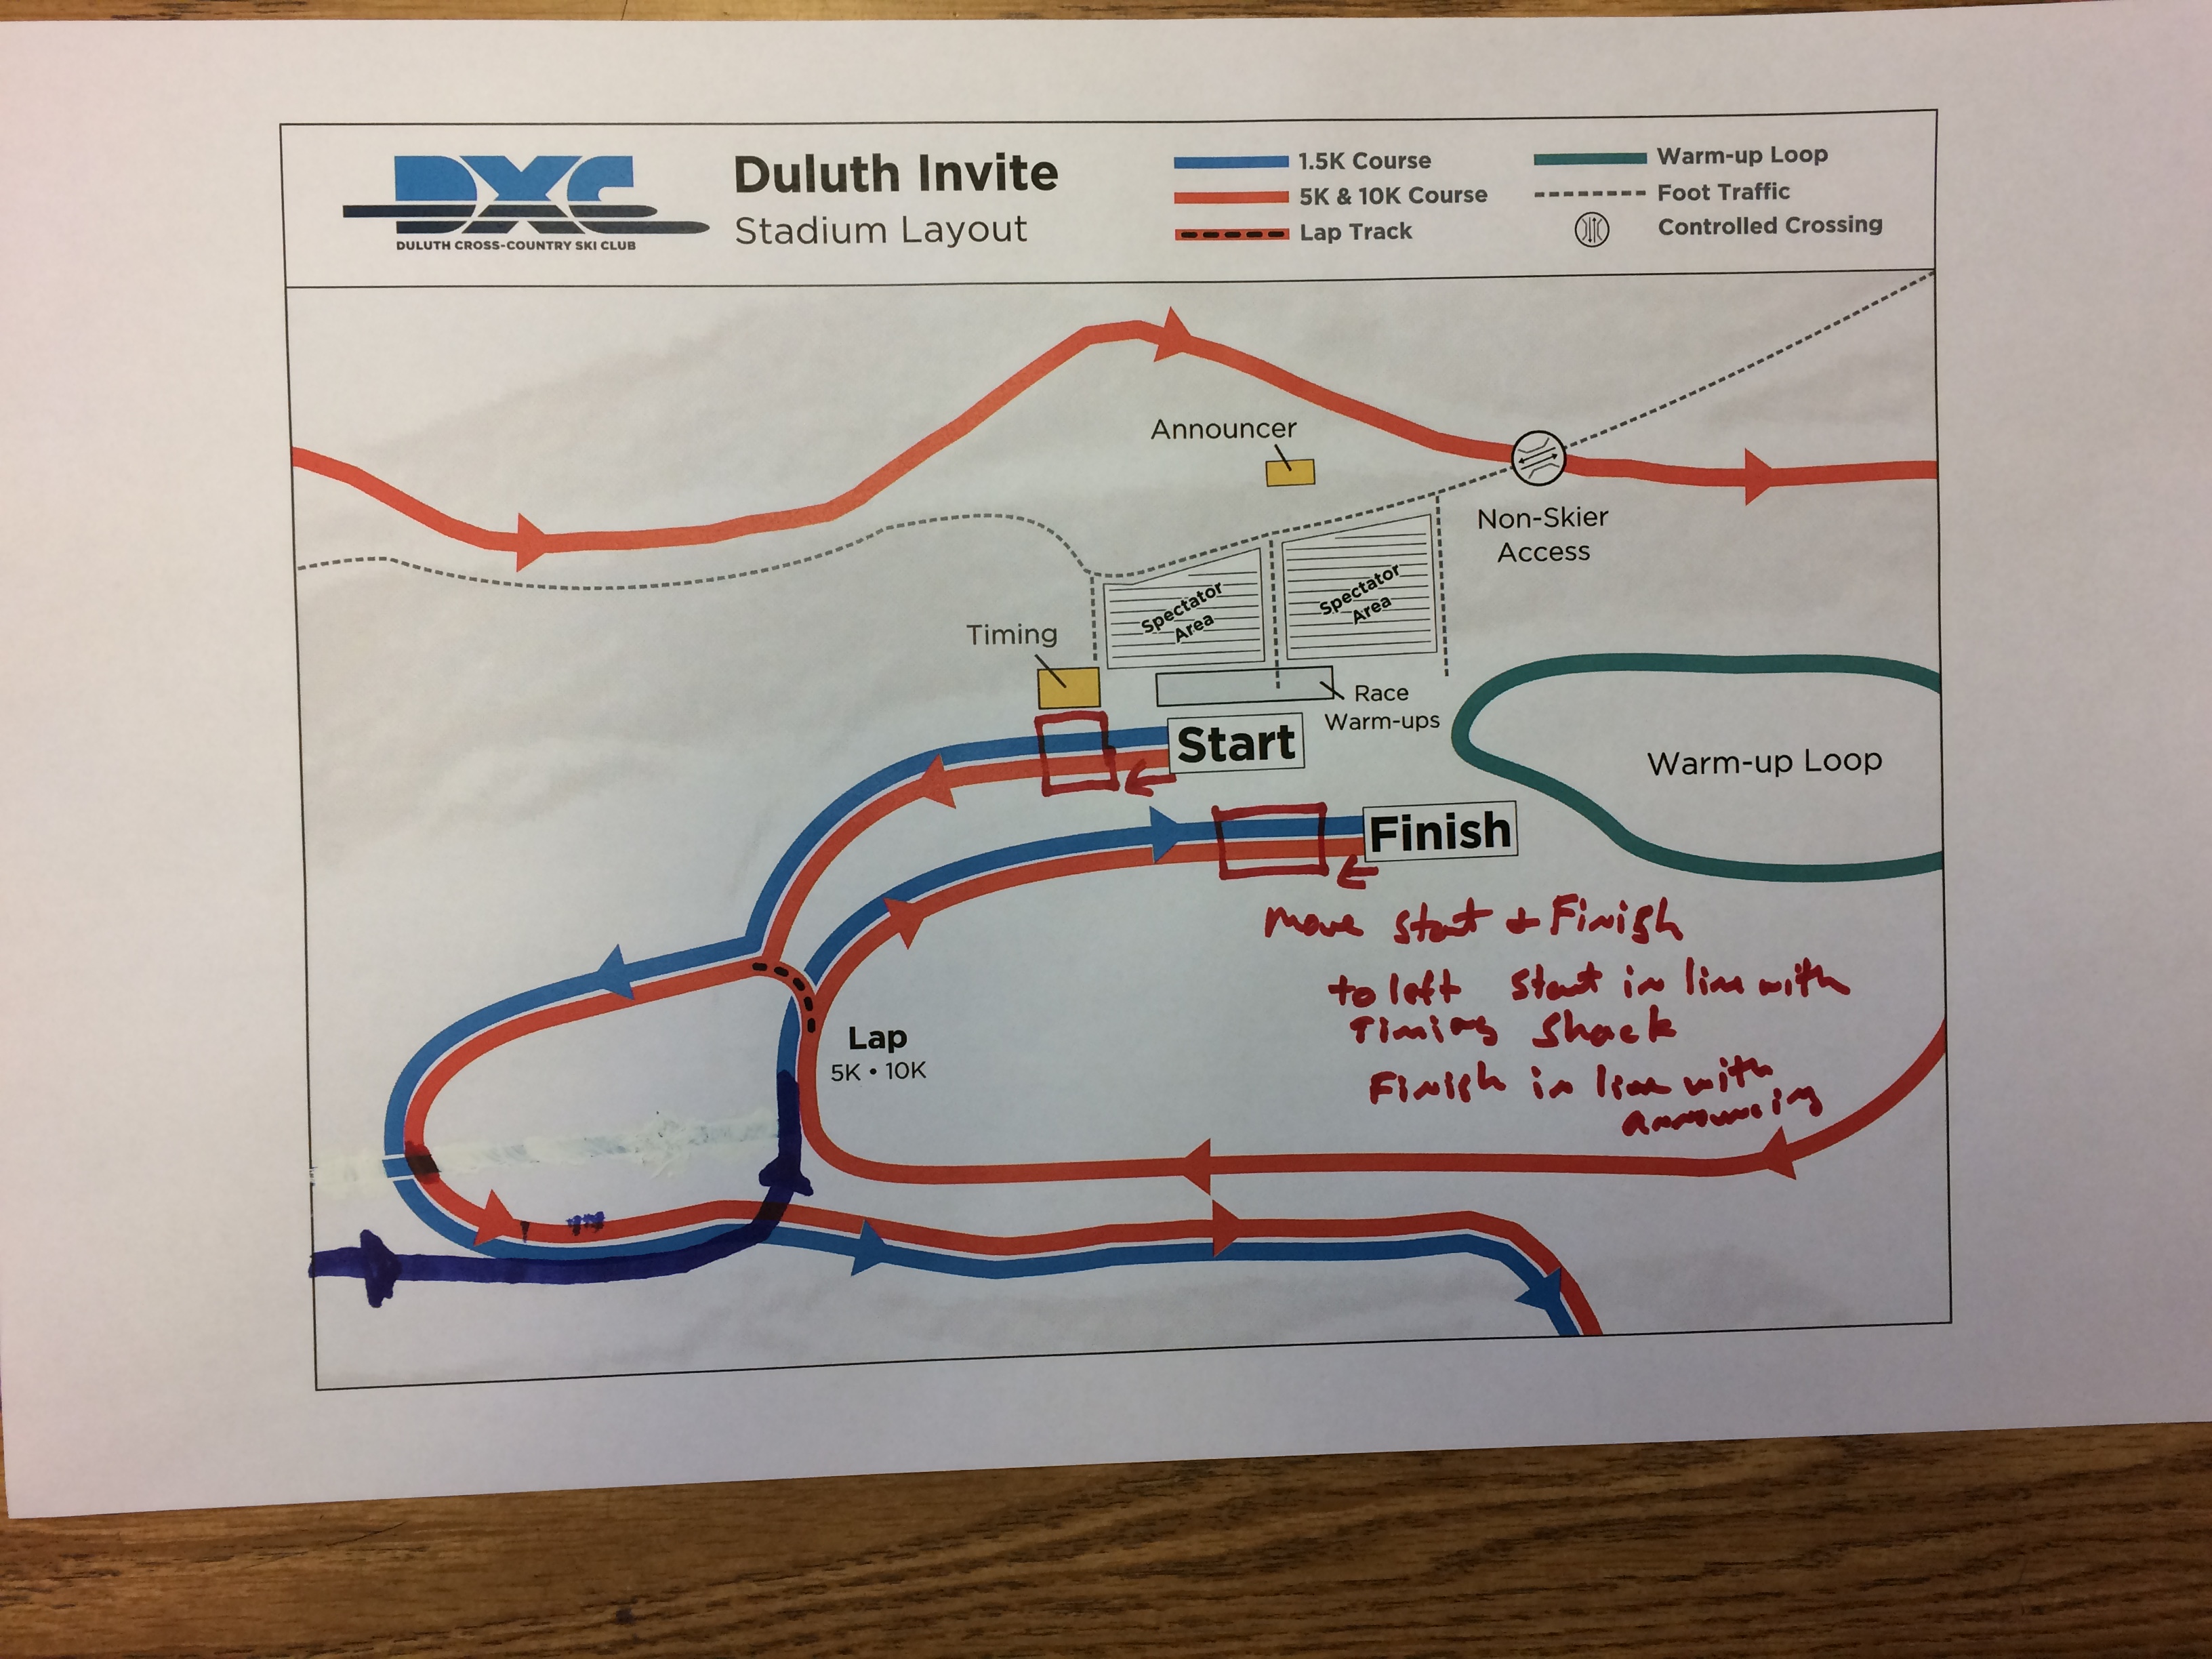 DXC
DULUTH CROSS-COUNTRY SKI CLUB
Duluth Invite
Stadium Layout
1.5K Course
5K & 10K Course
Lap Track
Warm-up Loop
Foot Traffic
Controlled Crossing
Announcer
Non-Skier
Access
Spectator
Area
Spectator
Area
Timing
Race
Warm-ups
Start
Warm-up Loop
Finish
move start + Finish
to left start in line with
Timing Shack
Finish in line with
announcing
Lap
5K • 10K